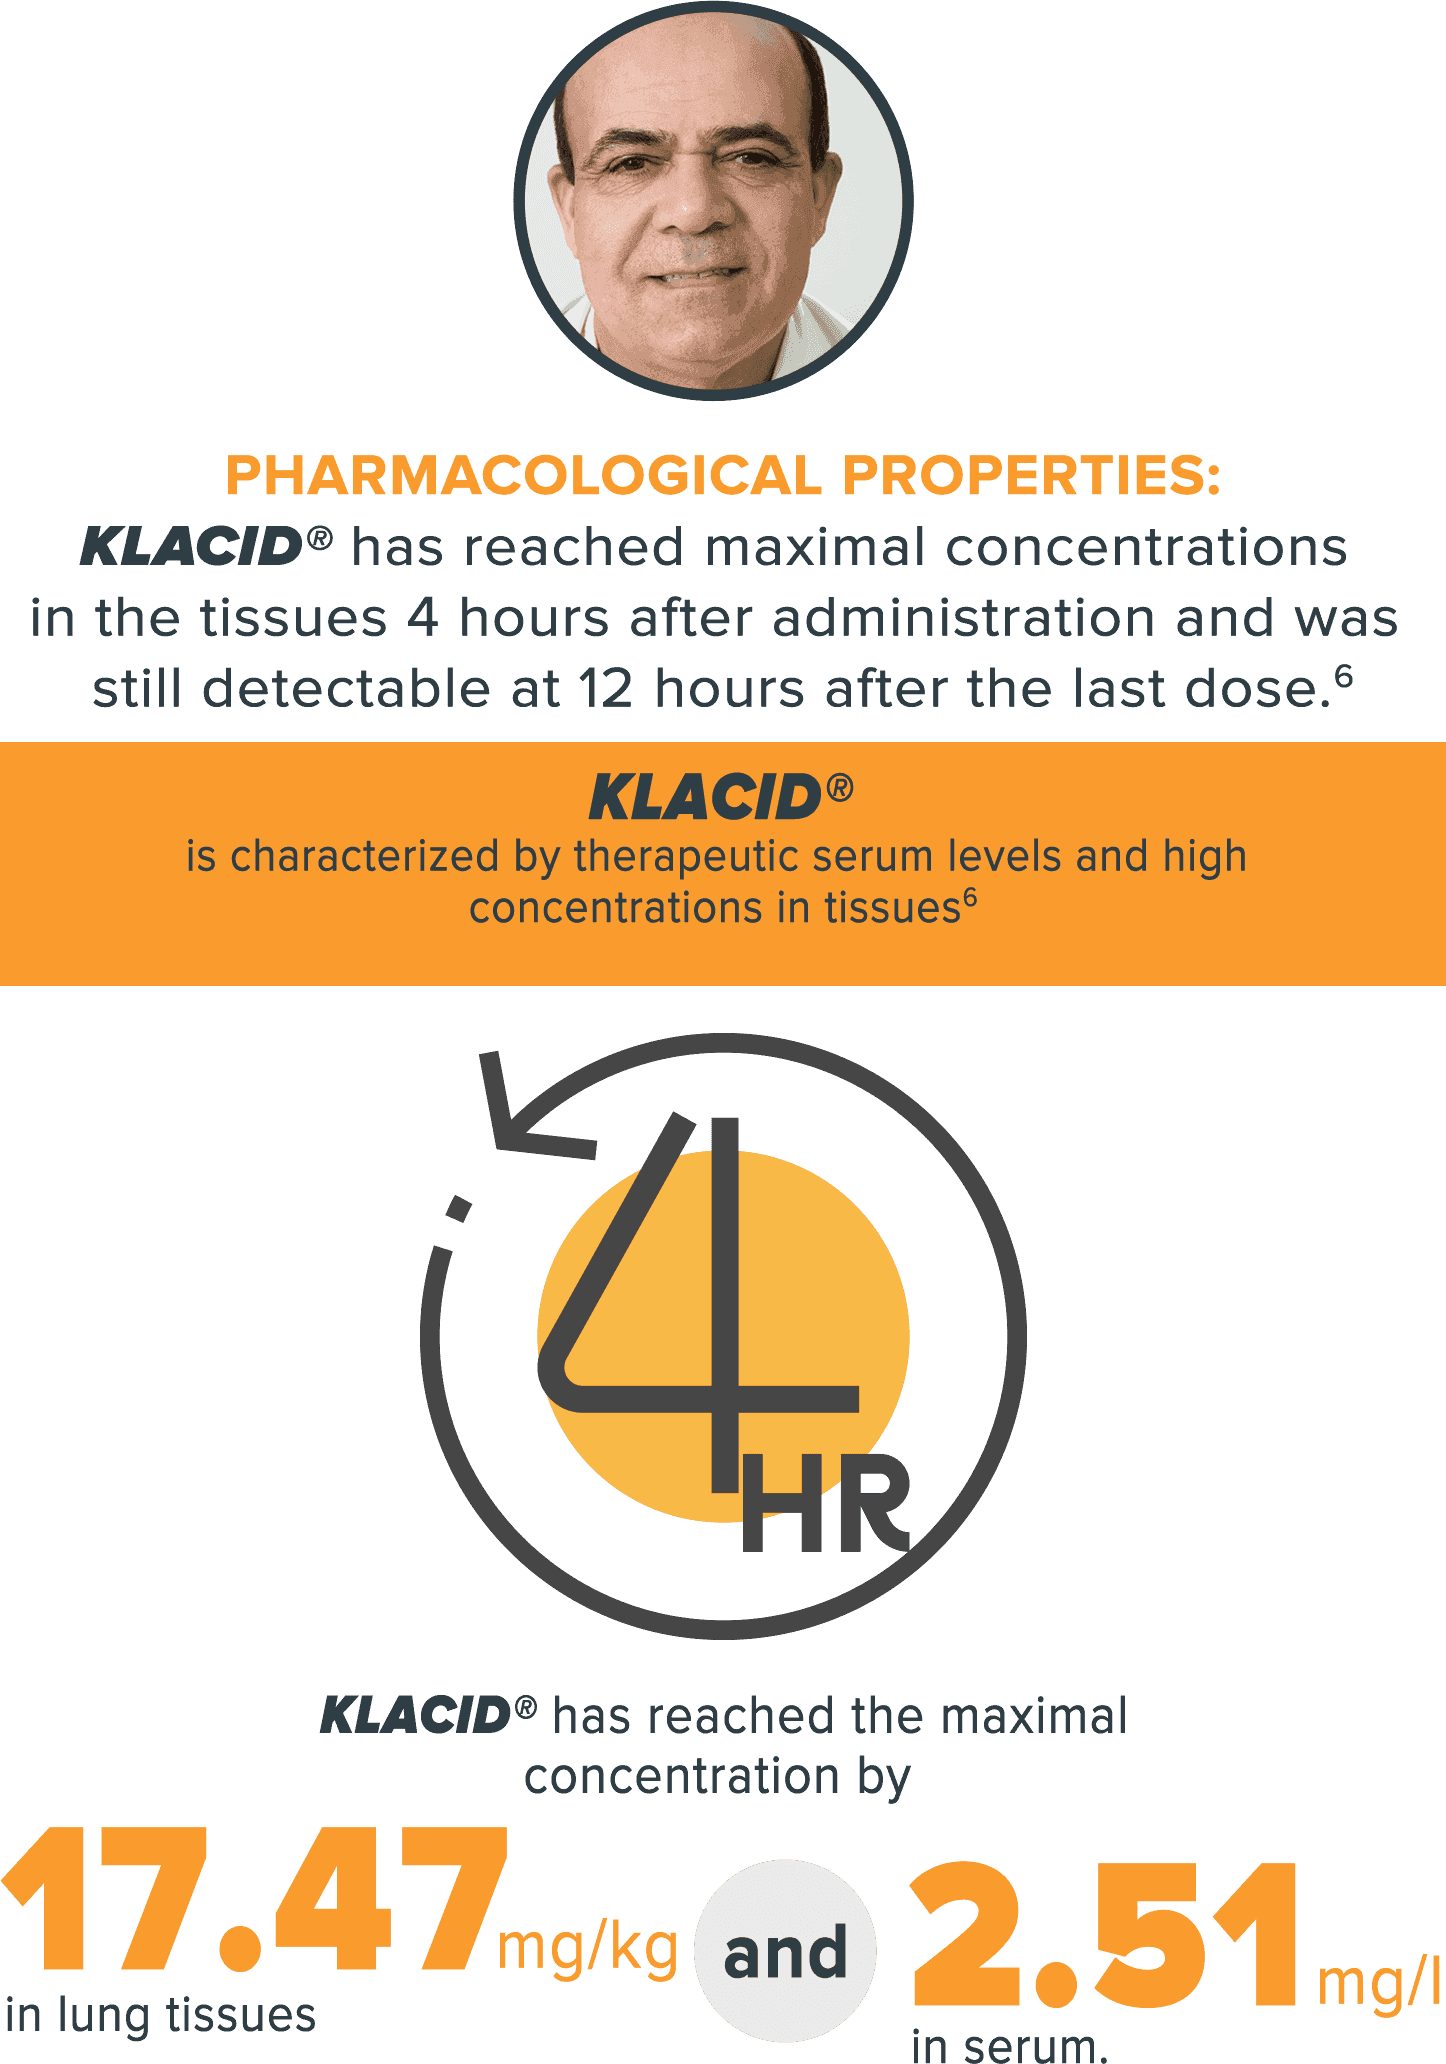 PHARMACOLOGICAL PROPERTIES:
KLACID® has reached maximal concentrations
in the tissues 4 hours after administration and was
still detectable at 12 hours after the last dose.⁶
KLACID®
is characterized by therapeutic serum levels and high
concentrations in tissues⁶
4
HR
KLACID® has reached the maximal
concentration by
17.47 mg/kg
in lung tissues
and
2.51 mg/l
in serum.